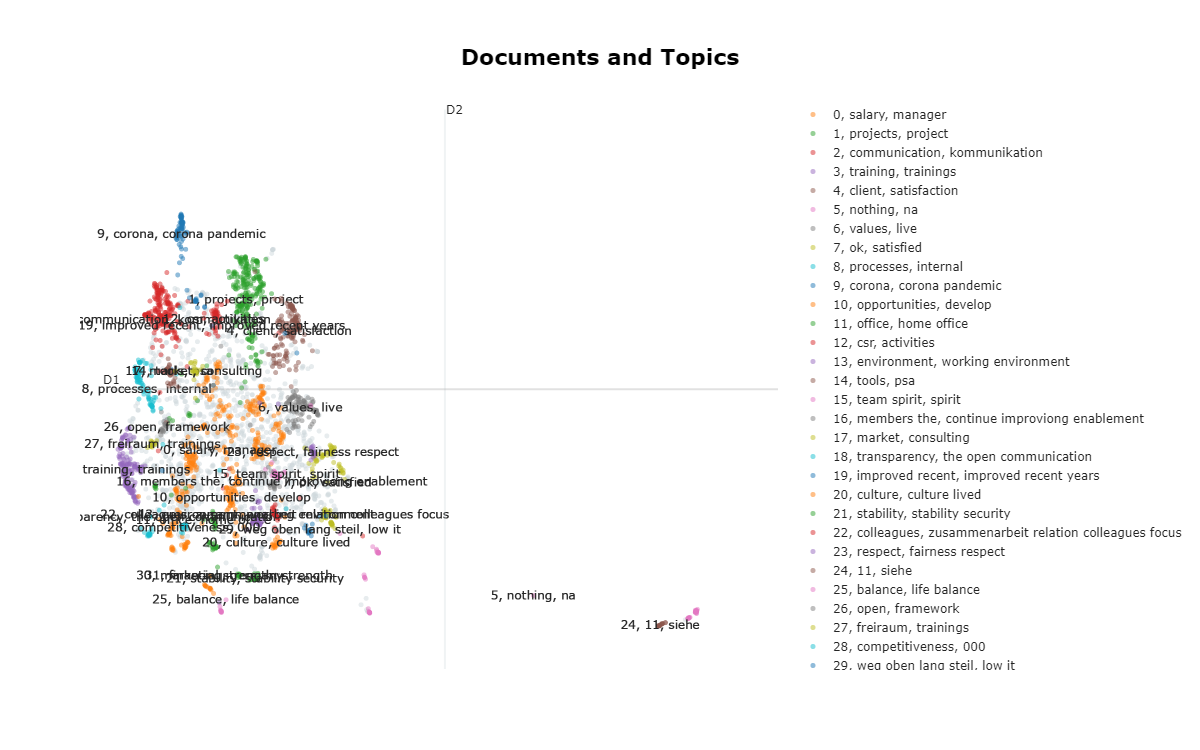 Documents and Topics
D2
9, corona, corona pandemic
1, projects, project
19, improved recent, improved recent years
4, client, satisfaction
D1
8, processes, internal
6, values, live
26, open, framework
27, freiraum, trainings
0, salary, manager
23, respect, fairness respect
training, trainings
15, team spirit, spirit
16, members the, continue improviong enablement
10, opportunities, develop
28, competitiveness, 000
29, weg oben lang steil, low it
20, culture, culture lived
21, stability, stability security
25, balance, life balance
5, nothing, na
24, 11, siehe
0, salary, manager
1, projects, project
2, communication, kommunikation
3, training, trainings
4, client, satisfaction
5, nothing, na
6, values, live
7, ok, satisfied
8, processes, internal
9, corona, corona pandemic
10, opportunities, develop
11, office, home office
12, csr, activities
13, environment, working environment
14, tools, psa
15, team spirit, spirit
16, members the, continue improviong enablement
17, market, consulting
18, transparency, the open communication
19, improved recent, improved recent years
20, culture, culture lived
21, stability, stability security
22, colleagues, zusammenarbeit relation colleagues focus
23, respect, fairness respect
24, 11, siehe
25, balance, life balance
26, open, framework
27, freiraum, trainings
28, competitiveness, 000
29, weg oben lang steil, low it